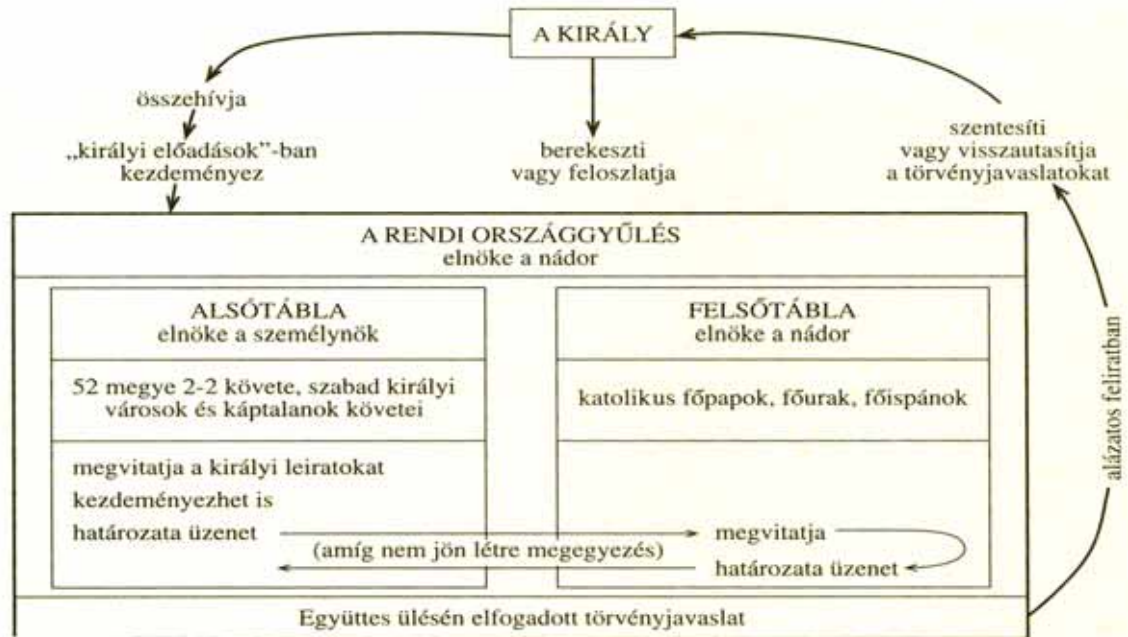 A KIRÁLY
összehívja
„királyi előadások”-ban
kezdeményez
berekeszti
vagy feloszlatja
szentesíti
vagy visszautasítja
a törvényjavaslatokat
A RENDI ORSZÁGGYŰLÉS
elnöke a nádor
ALSÓTÁBLA
elnöke a személynök
52 megye 2-2 követe, szabad királyi
városok és káptalanok követei
megvitatja a királyi leiratokat
kezdeményezhet is
határozata üzenet
FELSŐTÁBLA
elnöke a nádor
katolikus főpapok, főurak, főispánok
megvitatja
(amíg nem jön létre megegyezés)
határozata üzenet
Együttes ülésén elfogadott törvényjavaslat
alázatos feliratban